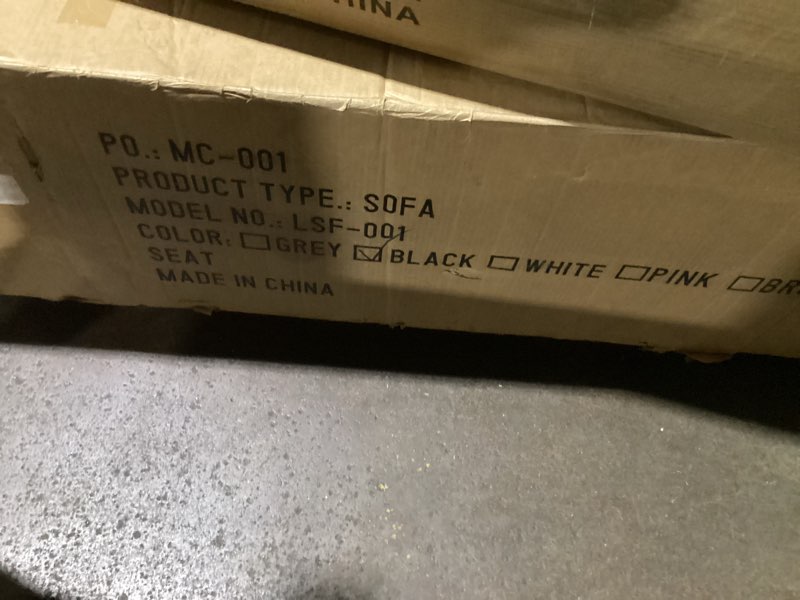 PO.: MC-001
PRODUCT TYPE.: SOFA
MODEL NO.: LSF-001
COLOR: ☐GREY ☑BLACK ☐WHITE ☐PINK ☐
SEAT
MADE IN CHINA